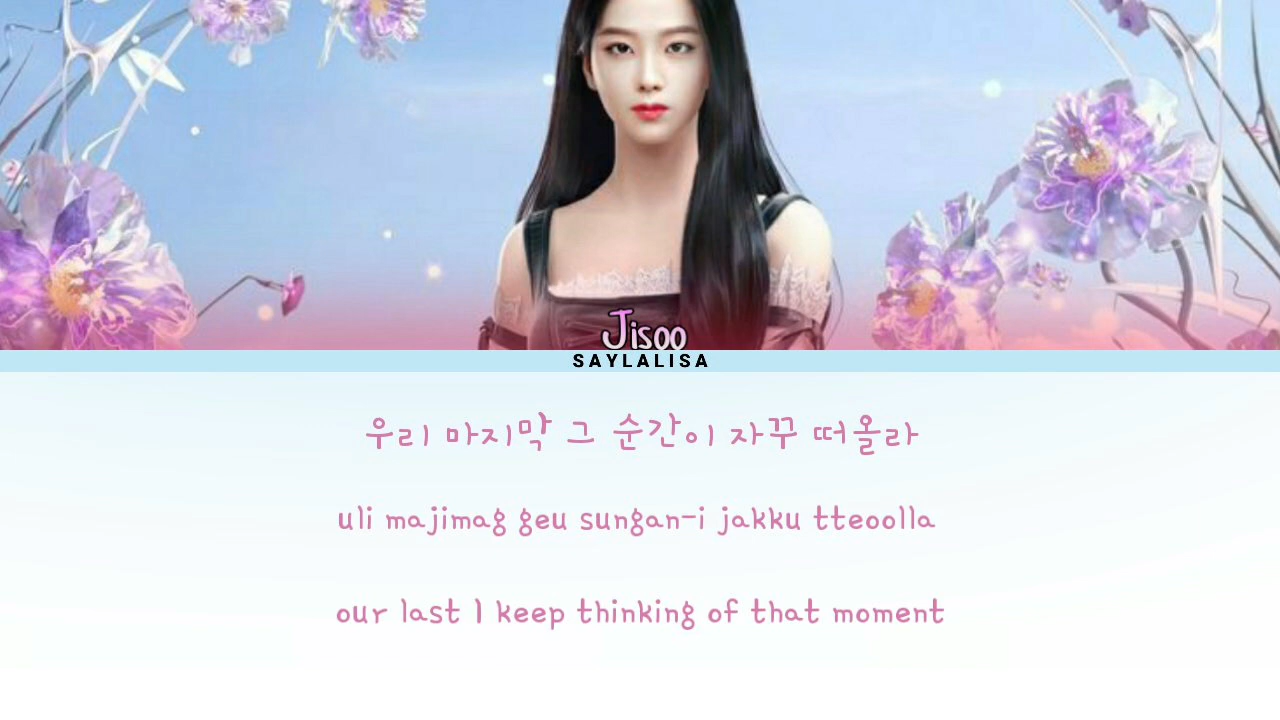 Jisoo
SAYLALISA
우리 마지막 그 순간이 자꾸 떠올라
uli majimag geu sungan-i jakku tteoolla
our last I keep thinking of that moment